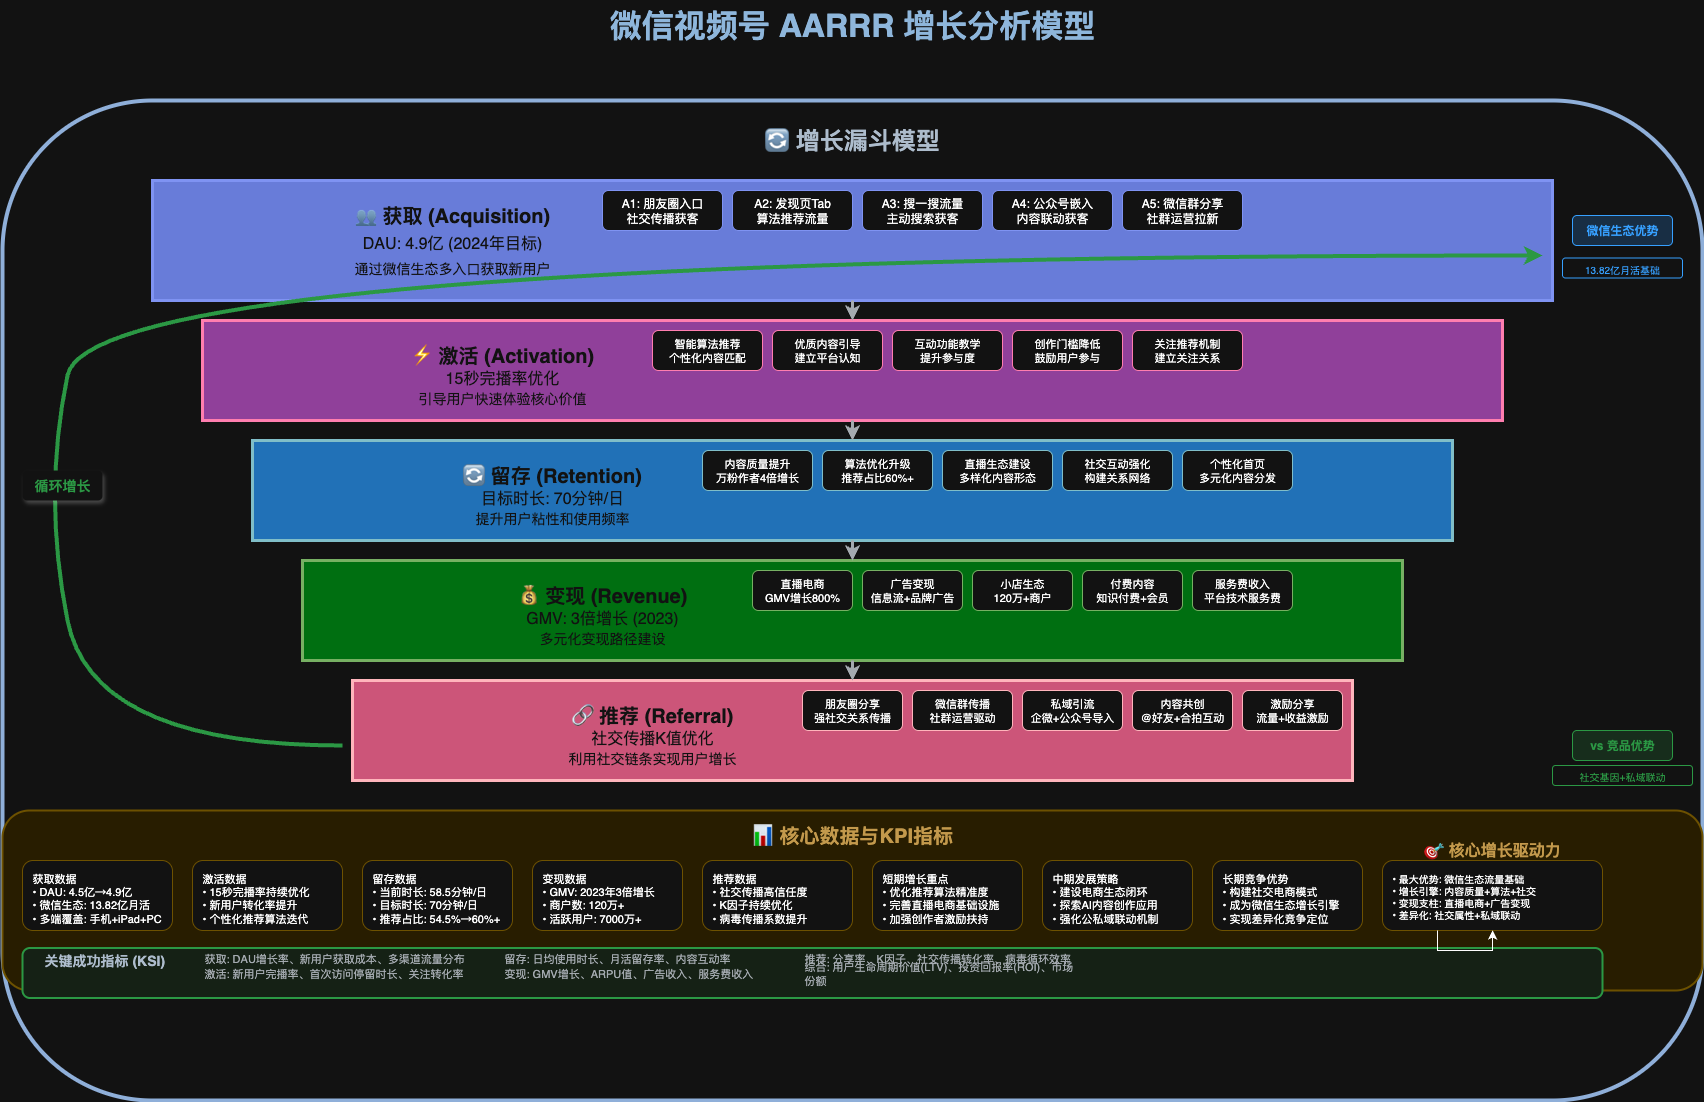 微信视频号 AARRR 增长分析模型
增长漏斗模型
获取 (Acquisition)
DAU: 4.9亿 (2024年目标)
通过微信生态多入口获取新用户
A1: 朋友圈入口
社交传播获客
A2: 发现页Tab
算法推荐流量
A3: 搜一搜流量
主动搜索获客
A4: 公众号嵌入
内容联动获客
A5: 微信群分享
社群运营拉新
微信生态优势
13.82亿月活基础
激活 (Activation)
15秒完播率优化
引导用户快速体验核心价值
智能算法推荐
个性化内容匹配
优质内容引导
建立平台认知
互动功能教学
提升参与度
创作门槛降低
鼓励用户参与
关注推荐机制
建立关注关系
循环增长
留存 (Retention)
目标时长: 70分钟/日
提升用户粘性和使用频率
内容质量提升
万粉作者4倍增长
算法优化升级
推荐占比60%+
直播生态建设
多样化内容形态
社交互动强化
构建关系网络
个性化首页
多元化内容分发
变现 (Revenue)
GMV: 3倍增长 (2023)
多元化变现路径建设
直播电商
GMV增长800%
广告变现
信息流+品牌广告
小店生态
120万+商户
付费内容
知识付费+会员
服务费收入
平台技术服务费
推荐 (Referral)
社交传播K值优化
利用社交链条实现用户增长
朋友圈分享
强社交关系传播
微信群传播
社群运营驱动
私域引流
企微+公众号导入
内容共创
@好友+合拍互动
激励分享
流量+收益激励
vs 竞品优势
社交基因+私域联动
核心数据与KPI指标
获取数据
• DAU: 4.5亿→4.9亿
• 微信生态: 13.82亿月活
• 多端覆盖: 手机+iPad+PC
激活数据
• 15秒完播率持续优化
• 新用户转化率提升
• 个性化推荐算法迭代
留存数据
• 当前时长: 58.5分钟/日
• 目标时长: 70分钟/日
• 推荐占比: 54.5%→60%+
变现数据
• GMV: 2023年3倍增长
• 商户数: 120万+
• 活跃用户: 7000万+
推荐数据
• 社交传播高信任度
• K因子持续优化
• 病毒传播系数提升
短期增长重点
• 优化推荐算法精准度
• 完善直播电商基础设施
• 加强创作者激励扶持
中期发展策略
• 建设电商生态闭环
• 探索AI内容创作应用
• 强化公私域联动机制
长期竞争优势
• 构建社交电商模式
• 成为微信生态增长引擎
• 实现差异化竞争定位
核心增长驱动力
• 最大优势: 微信生态流量基础
• 增长引擎: 内容质量+算法+社交
• 变现支柱: 直播电商+广告变现
• 差异化: 社交属性+私域联动
关键成功指标 (KSI)
获取: DAU增长率、新用户获取成本、多渠道流量分布
激活: 新用户完播率、首次访问停留时长、关注转化率
留存: 日均使用时长、月活留存率、内容互动率
变现: GMV增长、ARPU值、广告收入、服务费收入
推荐: 分享率、K因子、社交传播转化率、病毒循环效率
综合: 用户生命周期价值(LTV)、投资回报率(ROI)、市场
份额